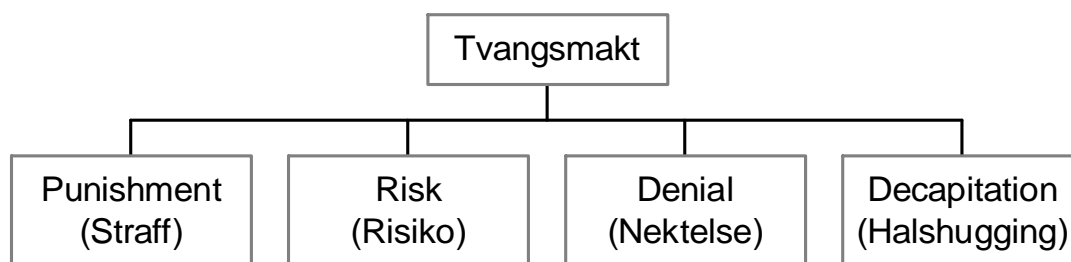 Tvangsmakt
Punishment
(Straff)
Risk
(Risiko)
Denial
(Nektelse)
Decapitation
(Halshugging)